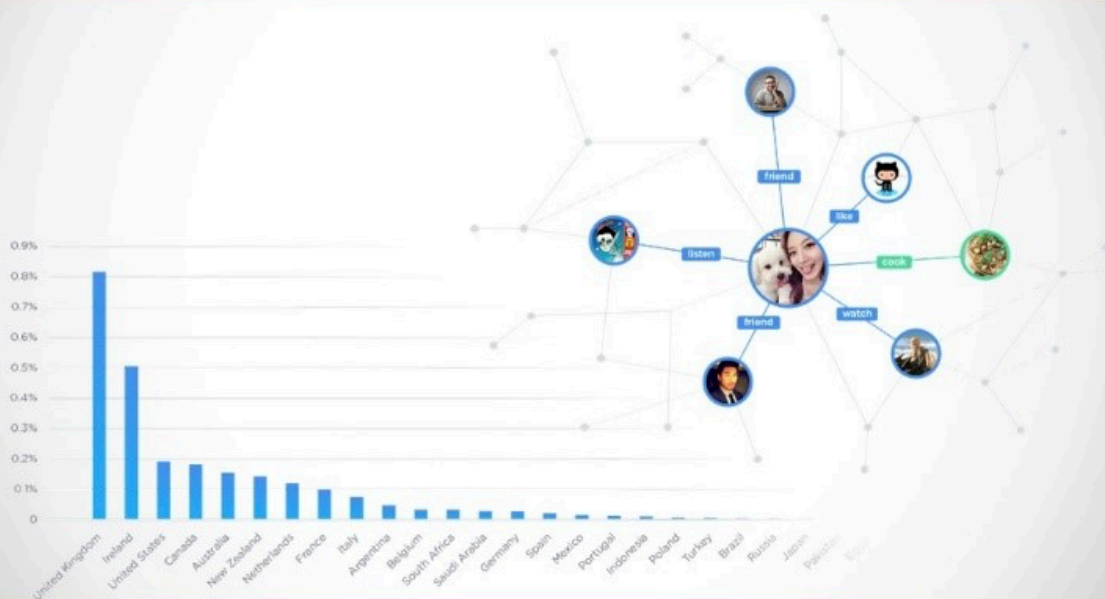 friend
like
listen
cook
watch
friend
0.9%
0.8%
0.7%
0.6%
0.5%
0.4%
0.3%
0.2%
0.1%
0
United Kingdom
Ireland
United States
Canada
Australia
New Zealand
Netherlands
France
Italy
Argentina
Belgium
South Africa
Saudi Arabia
Germany
Spain
Mexico
Portugal
Indonesia
Poland
Turkey
Brazil
Russia
Japan